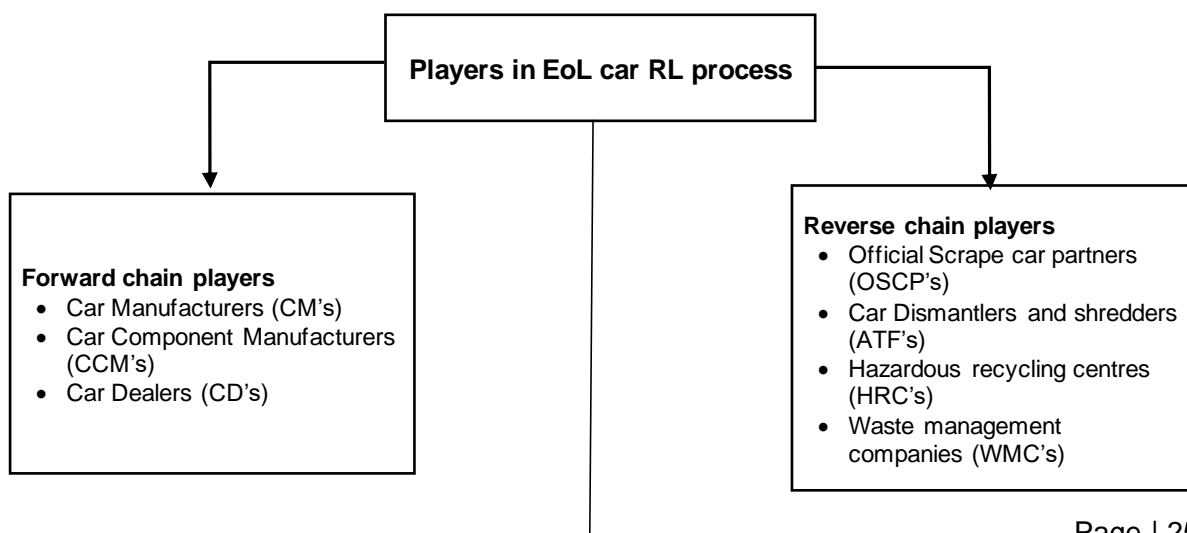 Players in EoL car RL process
Forward chain players
• Car Manufacturers (CM’s)
• Car Component Manufacturers
(CCM’s)
• Car Dealers (CD’s)
Reverse chain players
• Official Scrape car partners
(OSCP’s)
• Car Dismantlers and shredders
(ATF’s)
• Hazardous recycling centres
(HRC’s)
• Waste management
companies (WMC’s)
Page |